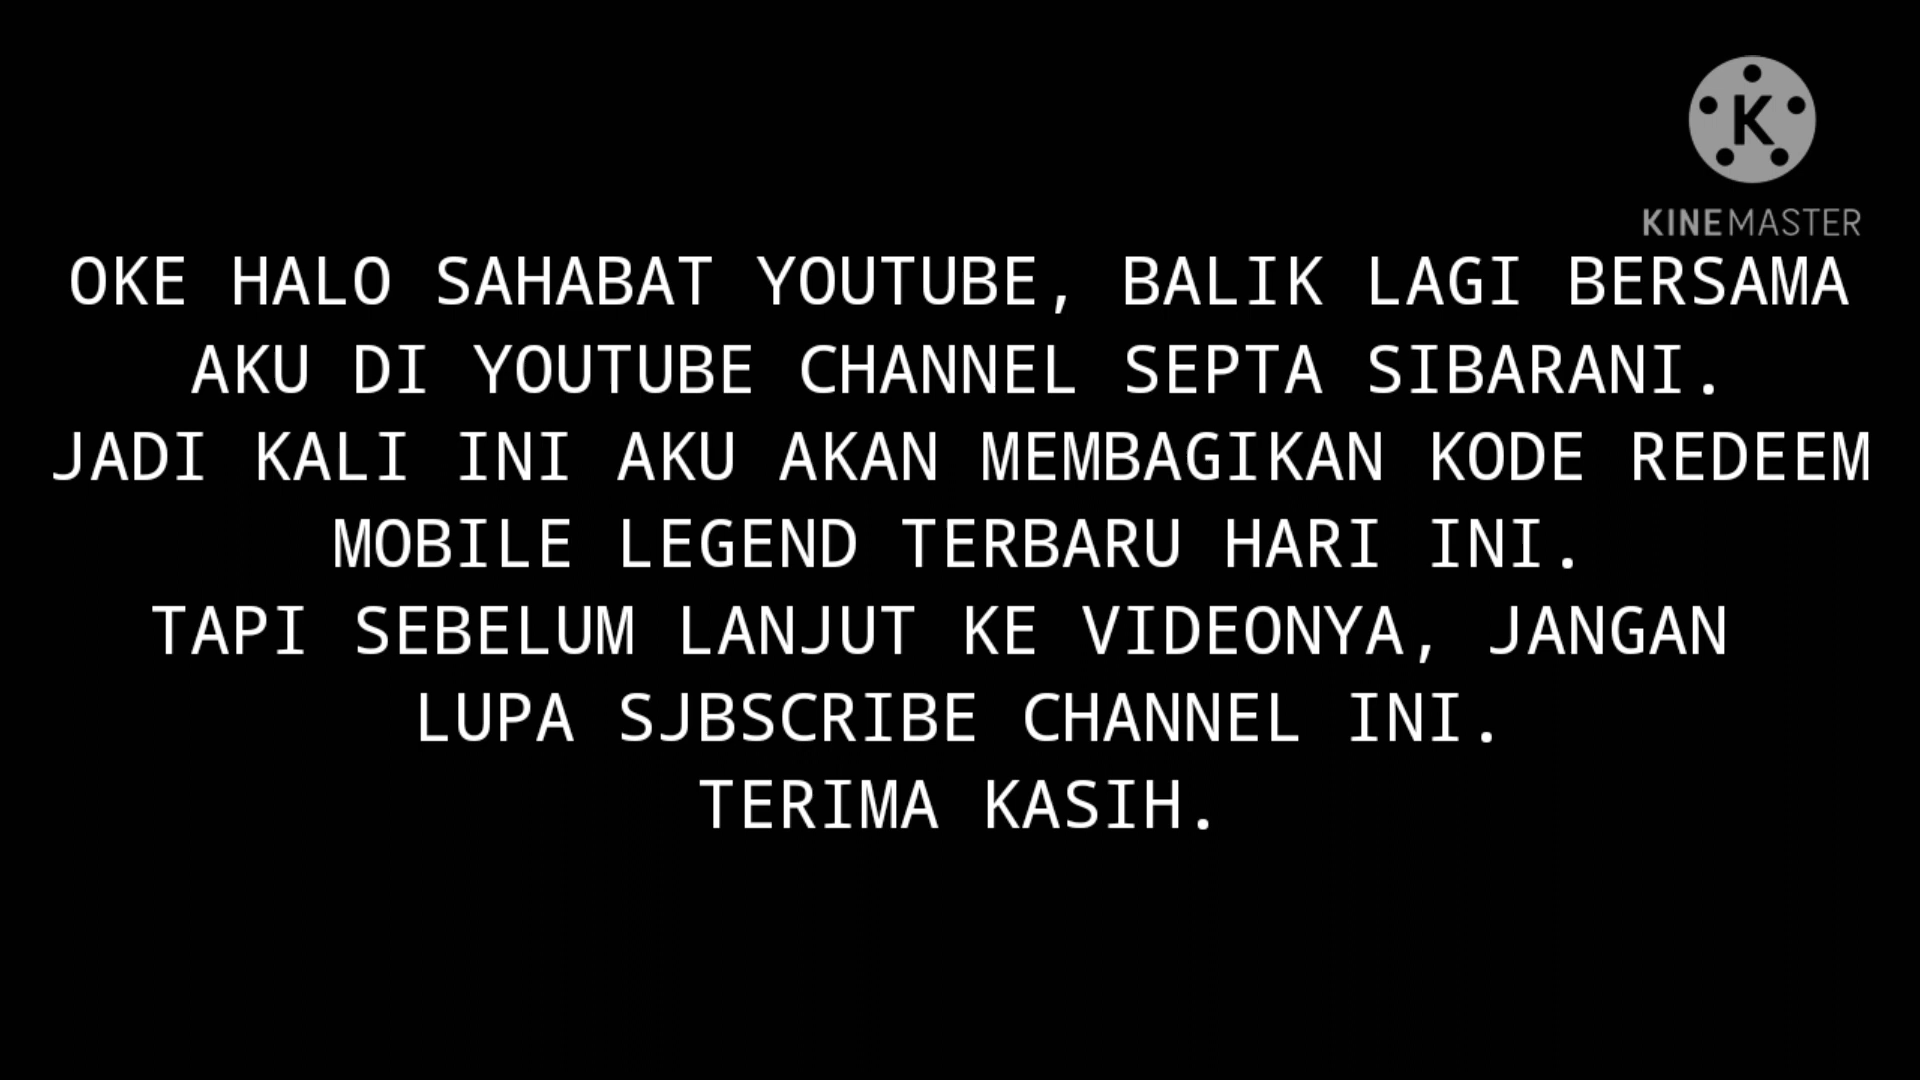 K
KINEMASTER
OKE HALO SAHABAT YOUTUBE, BALIK LAGI BERSAMA
AKU DI YOUTUBE CHANNEL SEPTA SIBARANI.
JADI KALI INI AKU AKAN MEMBAGIKAN KODE REDEEM
MOBILE LEGEND TERBARU HARI INI.
TAPI SEBELUM LANJUT KE VIDEONYA, JANGAN
LUPA SJBSCRIBE CHANNEL INI.
TERIMA KASIH.